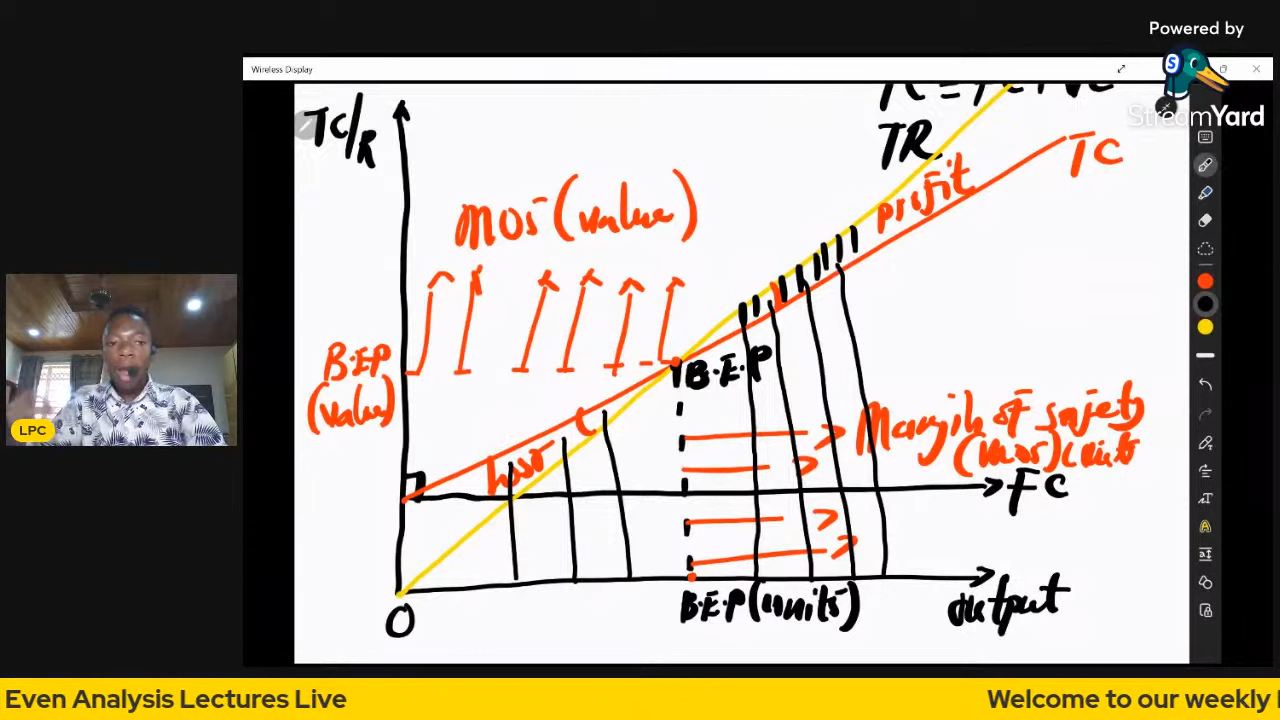 Powered by
StreamYard
Wireless Display
TC/R
TR
TC
profit
MOS (value)
B.E.P
(value)
B.E.P
Margin of safety
(MOS)
loss
FC
B.E.P (units)
output
O
LPC
Even Analysis Lectures Live
Welcome to our weekly